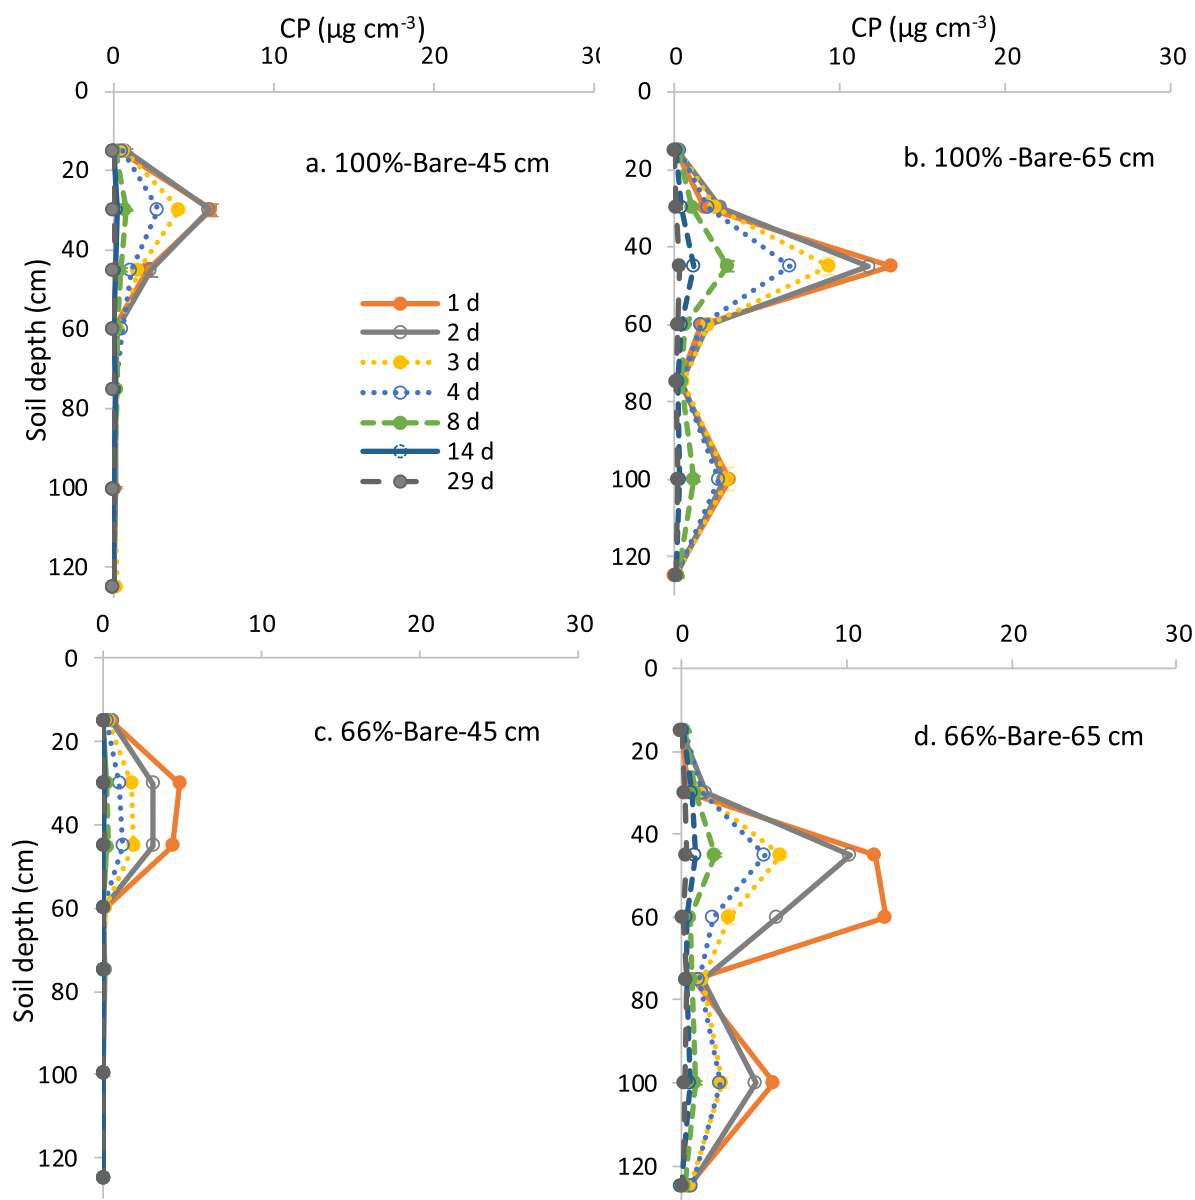 CP (µg cm-3)
0 10 20 30
0
20
40
60
80
100
120
Soil depth (cm)
a. 100%-Bare-45 cm
1 d
2 d
3 d
4 d
8 d
14 d
29 d
CP (µg cm-3)
0 10 20 30
0
20
40
60
80
100
120
b. 100% -Bare-65 cm
0 10 20 30
0
20
40
60
80
100
120
Soil depth (cm)
c. 66%-Bare-45 cm
0 10 20 30
0
20
40
60
80
100
120
d. 66%-Bare-65 cm